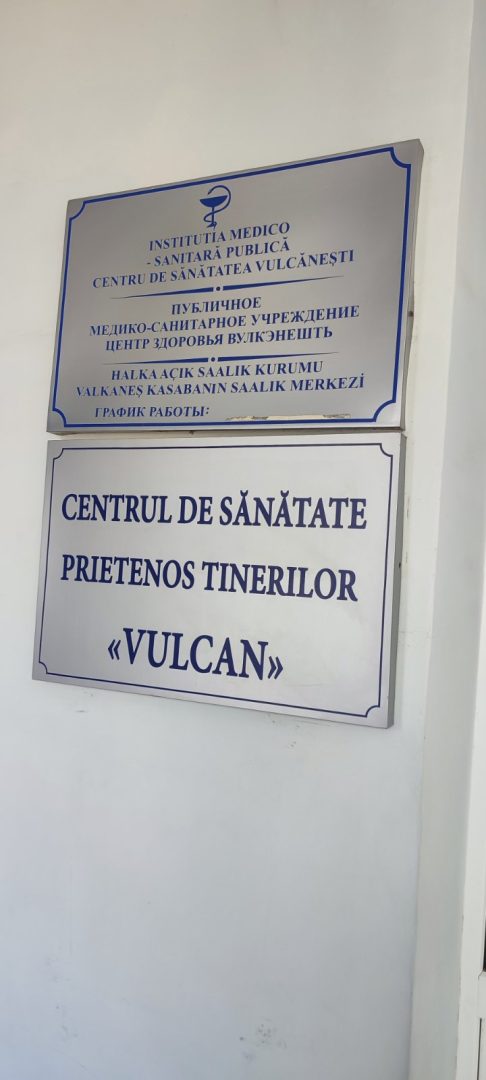 INSTITUȚIA MEDICO
- SANITARĂ PUBLICĂ
CENTRU DE SĂNĂTATEA VULCĂNEȘTI
ПУБЛИЧНОЕ
МЕДИКО-САНИТАРНОЕ УЧРЕЖДЕНИЕ
ЦЕНТР ЗДОРОВЬЯ ВУЛКЭНЕШТЬ
HALKA AÇIK SAALIK KURUMU
VALKANEȘ KASABANIN SAALIK MERKEZİ
ГРАФИК РАБОТЫ:
CENTRUL DE SĂNĂTATE
PRIETENOS TINERILOR
«VULCAN»